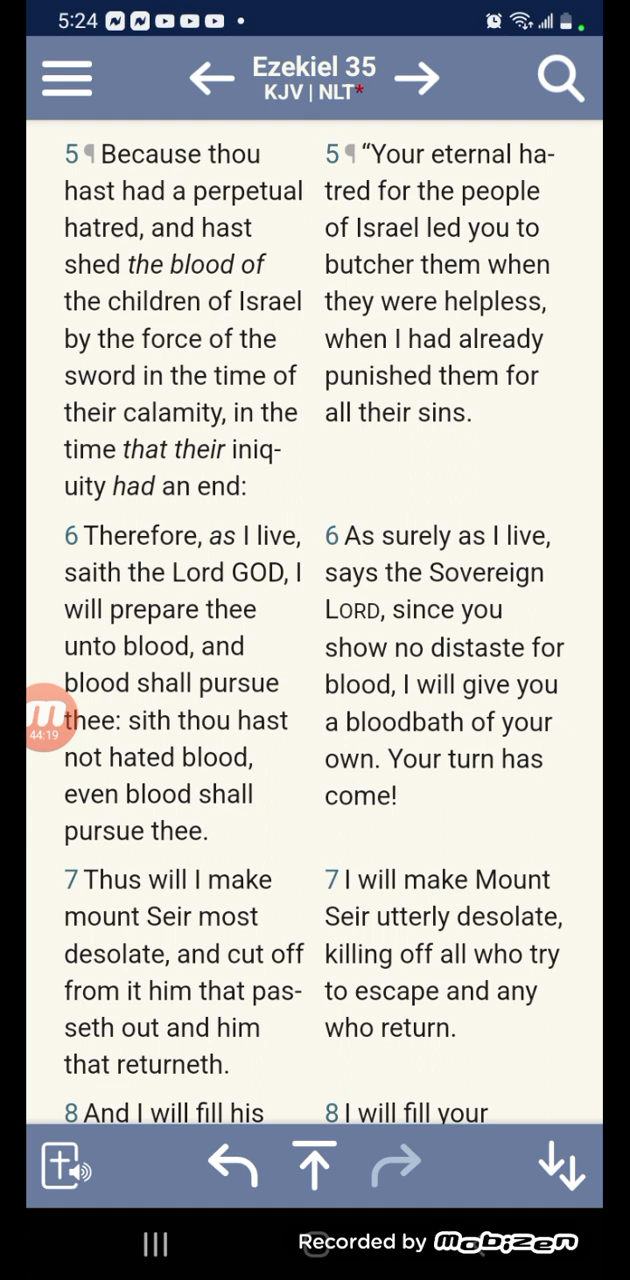 5:24
Ezekiel 35
KJV | NLT*
5 ¶ Because thou
hast had a perpetual
hatred, and hast
shed the blood of
the children of Israel
by the force of the
sword in the time of
their calamity, in the
time that their iniq-
uity had an end:
6 Therefore, as I live,
saith the Lord GOD, I
will prepare thee
unto blood, and
blood shall pursue
thee: sith thou hast
not hated blood,
even blood shall
pursue thee.
7 Thus will I make
mount Seir most
desolate, and cut off
from it him that pas-
seth out and him
that returneth.
8 And I will fill his
5 ¶ “Your eternal ha-
tred for the people
of Israel led you to
butcher them when
they were helpless,
when I had already
punished them for
all their sins.
6 As surely as I live,
says the Sovereign
LORD, since you
show no distaste for
blood, I will give you
a bloodbath of your
own. Your turn has
come!
7 I will make Mount
Seir utterly desolate,
killing off all who try
to escape and any
who return.
8 I will fill your
44:19
Recorded by mobizen